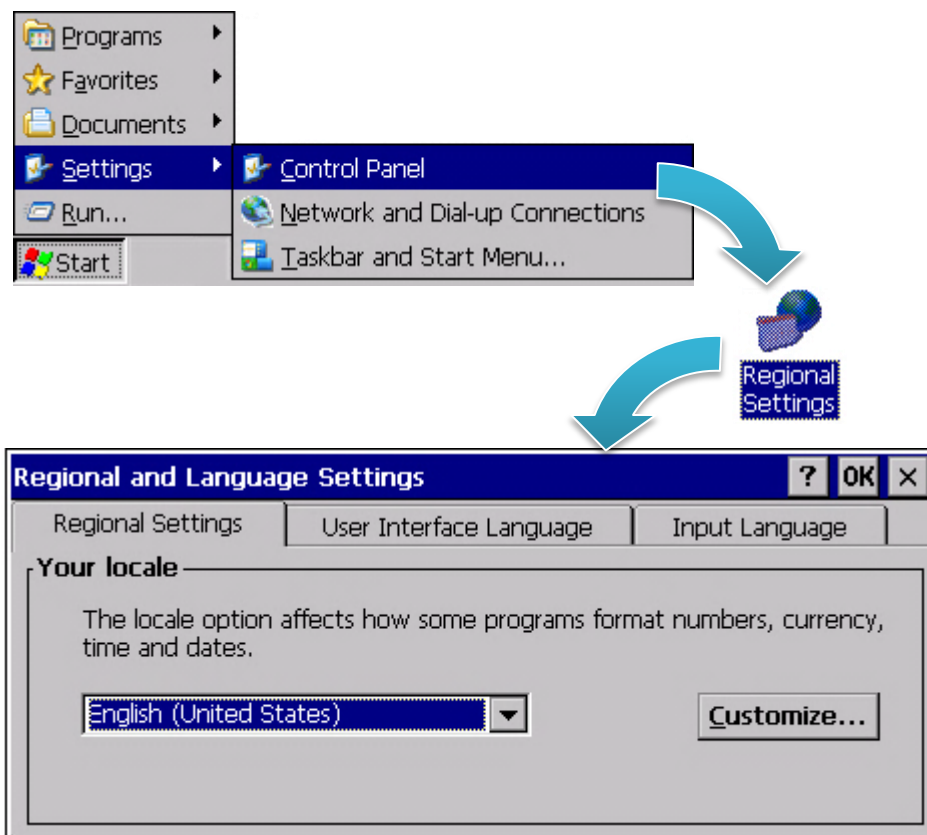 Programs
Favorites
Documents
Settings
Control Panel
Run...
Network and Dial-up Connections
Start
Taskbar and Start Menu...
Regional
Settings
Regional and Language Settings
? OK ×
Regional Settings
User Interface Language
Input Language
Your locale
The locale option affects how some programs format numbers, currency,
time and dates.
English (United States)
Customize...